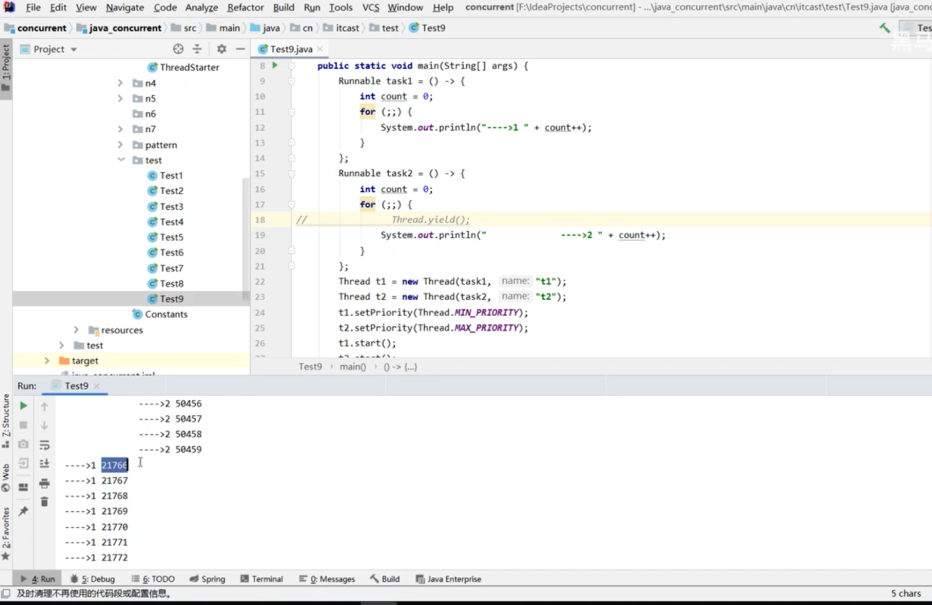 File Edit View Navigate Code Analyze Refactor Build Run Tools VCS Window Help concurrent [F:\IdeaProjects\concurrent] - ...\java_concurrent\src\main\java\cn\itcast\test\Test9.java [java_conc
concurrent java_concurrent src main java cn itcast test Test9 Tes
Project
Test9.java
1: Project
ThreadStarter
n4
n5
n6
n7
pattern
test
Test1
Test2
Test3
Test4
Test5
Test6
Test7
Test8
Test9
Constants
resources
test
target
8 public static void main(String[] args) {
9 Runnable task1 = () -> {
10 int count = 0;
11 for (;;) {
12 System.out.println("---->1 " + count++);
13 }
14 };
15 Runnable task2 = () -> {
16 int count = 0;
17 for (;;) {
18 // Thread.yield();
19 System.out.println("              ---->2 " + count++);
20 }
21 };
22 Thread t1 = new Thread(task1, name: "t1");
23 Thread t2 = new Thread(task2, name: "t2");
24 t1.setPriority(Thread.MIN_PRIORITY);
25 t2.setPriority(Thread.MAX_PRIORITY);
26 t1.start();
Test9 › main() › () -> {...}
Run: Test9
---->2 50456
---->2 50457
---->2 50458
---->2 50459
---->1 21766
---->1 21767
---->1 21768
---->1 21769
---->1 21770
---->1 21771
---->1 21772
Z: Structure
Web
2: Favorites
4: Run 5: Debug 6: TODO Spring Terminal 0: Messages Build Java Enterprise
及时清理不再使用的代码段或配置信息。 5 chars